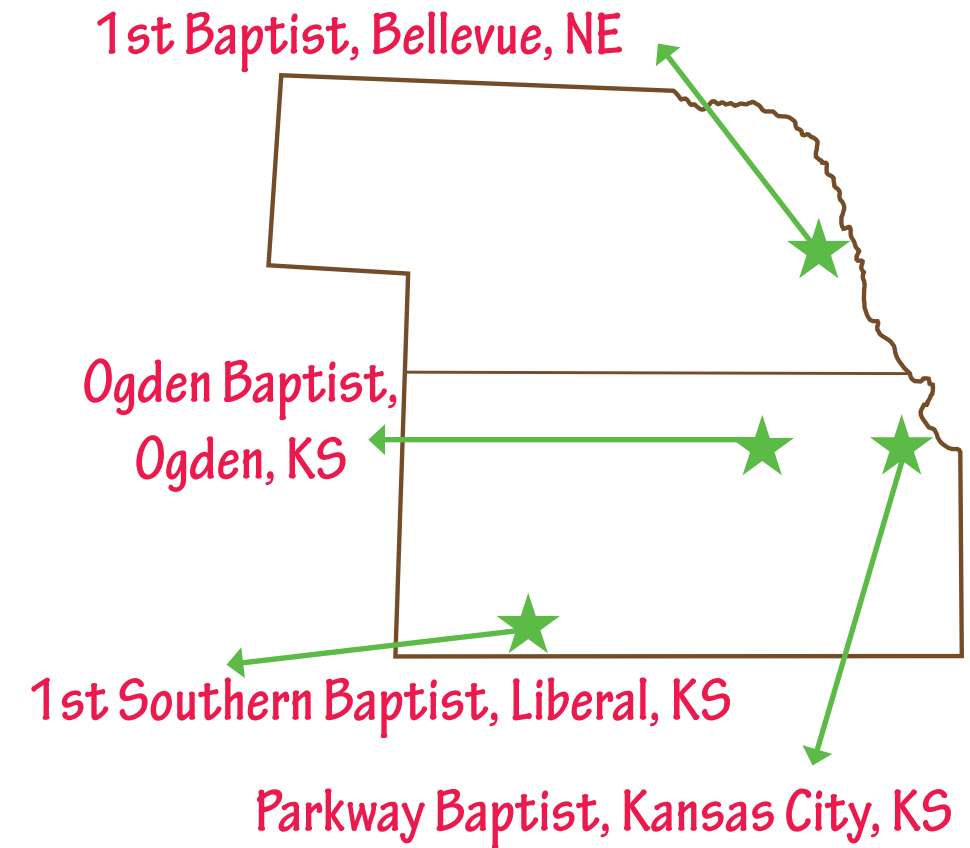 1st Baptist, Bellevue, NE
Ogden Baptist,
Ogden, KS
1st Southern Baptist, Liberal, KS
Parkway Baptist, Kansas City, KS